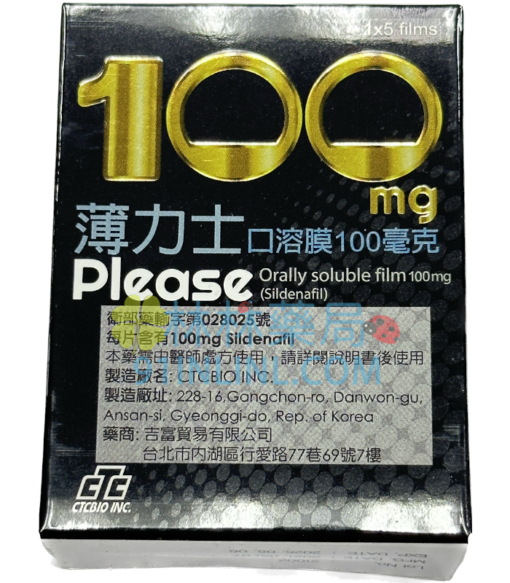 1x5 films
100
mg
薄力士口溶膜100毫克
Please Orally soluble film 100mg
(Sildenafil)
衛部藥輸字第028025號
每片含有100mg Sildenafil
本藥需由醫師處方使用，請詳閱說明書後使用
製造廠名: CTCBIO INC.
製造廠址: 228-16,Gangchon-ro, Danwon-gu,
Ansan-si, Gyeonggi-do, Rep. of Korea
藥商: 吉富貿易有限公司
台北市內湖區行愛路77巷69號7樓
CTC
CTCBIO INC.